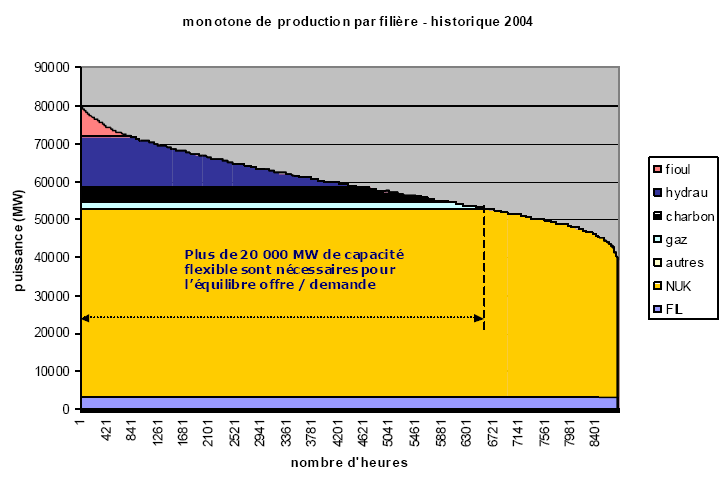 monotone de production par filière - historique 2004
puissance (MW)
90000
80000
70000
60000
50000
40000
30000
20000
10000
0
Plus de 20 000 MW de capacité
flexible sont nécessaires pour
l'équilibre offre / demande
1 421 841 1261 1681 2101 2521 2941 3361 3781 4201 4621 5041 5461 5881 6301 6721 7141 7561 7981 8401
nombre d'heures
fioul
hydrau
charbon
gaz
autres
NUK
FIL